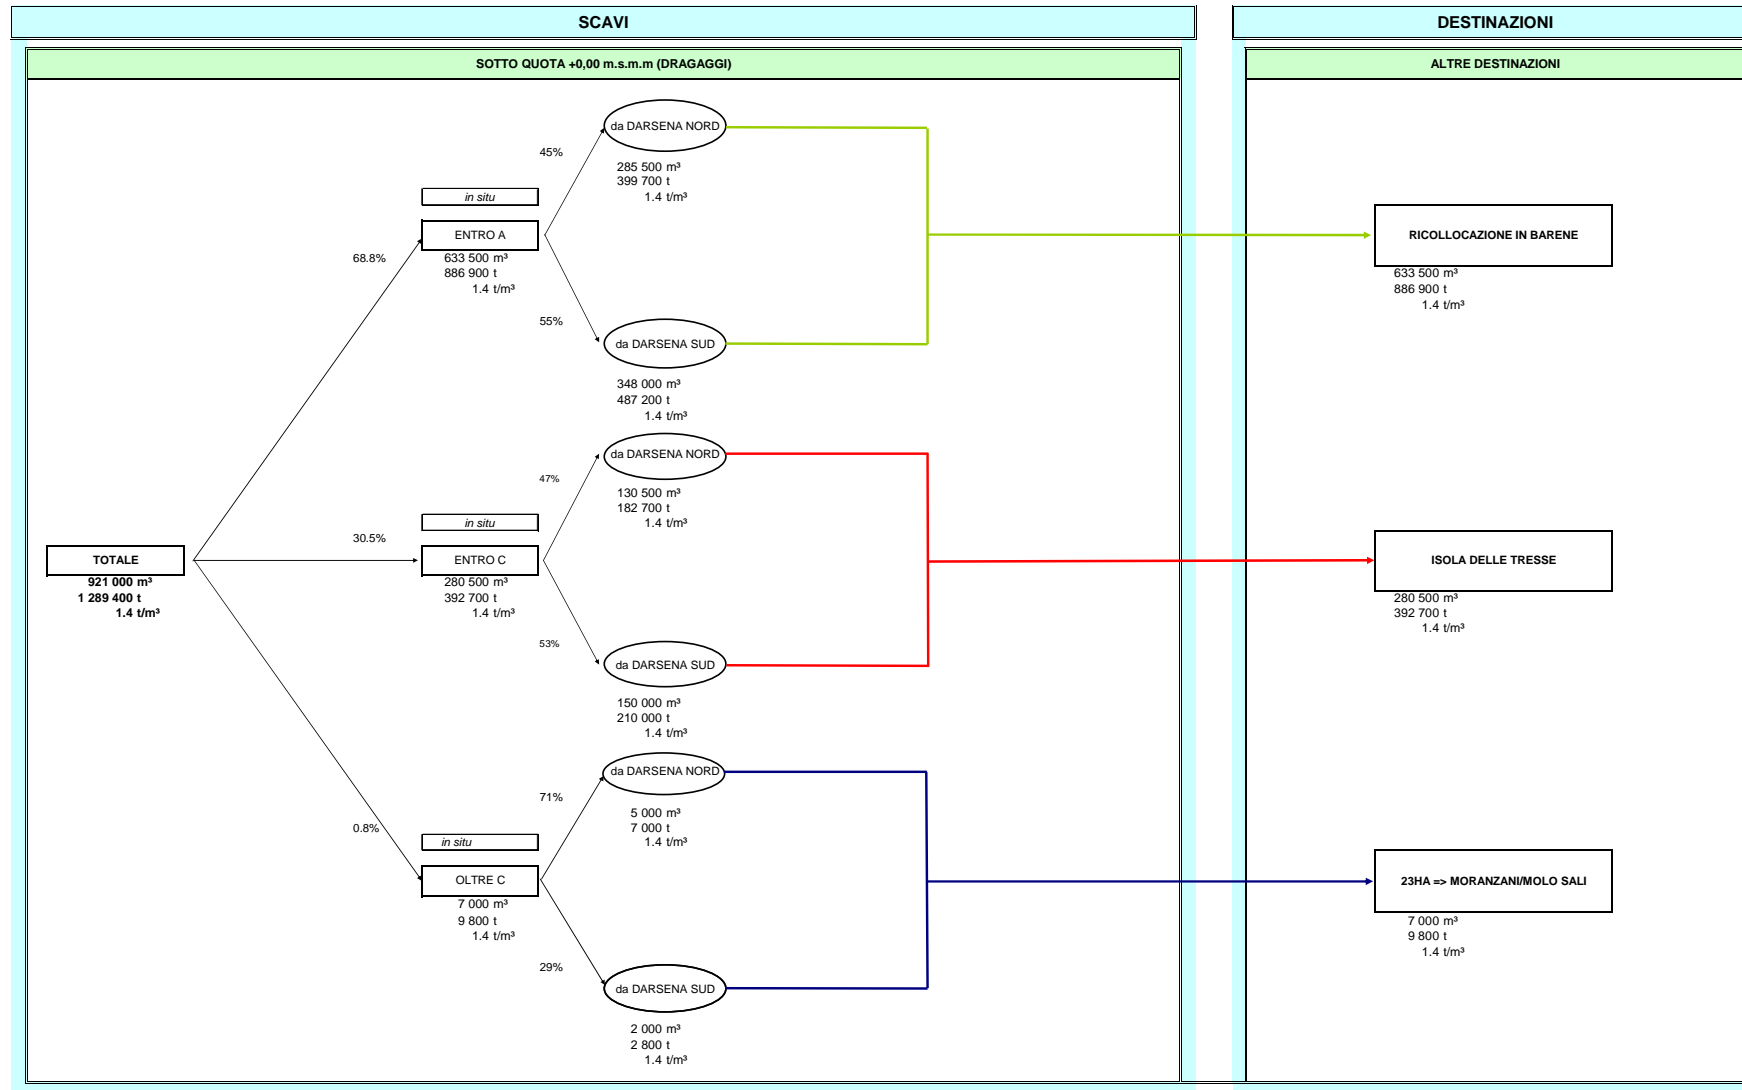 SCAVI
DESTINAZIONI
SOTTO QUOTA +0,00 m.s.m.m (DRAGAGGI)
ALTRE DESTINAZIONI
da DARSENA NORD
45%
285 500 m³
399 700 t
1.4 t/m³
in situ
ENTRO A
68.8%
633 500 m³
886 900 t
1.4 t/m³
RICOLLOCAZIONE IN BARENE
633 500 m³
886 900 t
1.4 t/m³
55%
da DARSENA SUD
348 000 m³
487 200 t
1.4 t/m³
da DARSENA NORD
47%
130 500 m³
182 700 t
1.4 t/m³
in situ
30.5%
TOTALE
921 000 m³
1 289 400 t
1.4 t/m³
ENTRO C
280 500 m³
392 700 t
1.4 t/m³
ISOLA DELLE TRESSE
280 500 m³
392 700 t
1.4 t/m³
53%
da DARSENA SUD
150 000 m³
210 000 t
1.4 t/m³
da DARSENA NORD
71%
5 000 m³
7 000 t
1.4 t/m³
0.8%
in situ
OLTRE C
7 000 m³
9 800 t
1.4 t/m³
23HA => MORANZANI/MOLO SALI
7 000 m³
9 800 t
1.4 t/m³
29%
da DARSENA SUD
2 000 m³
2 800 t
1.4 t/m³